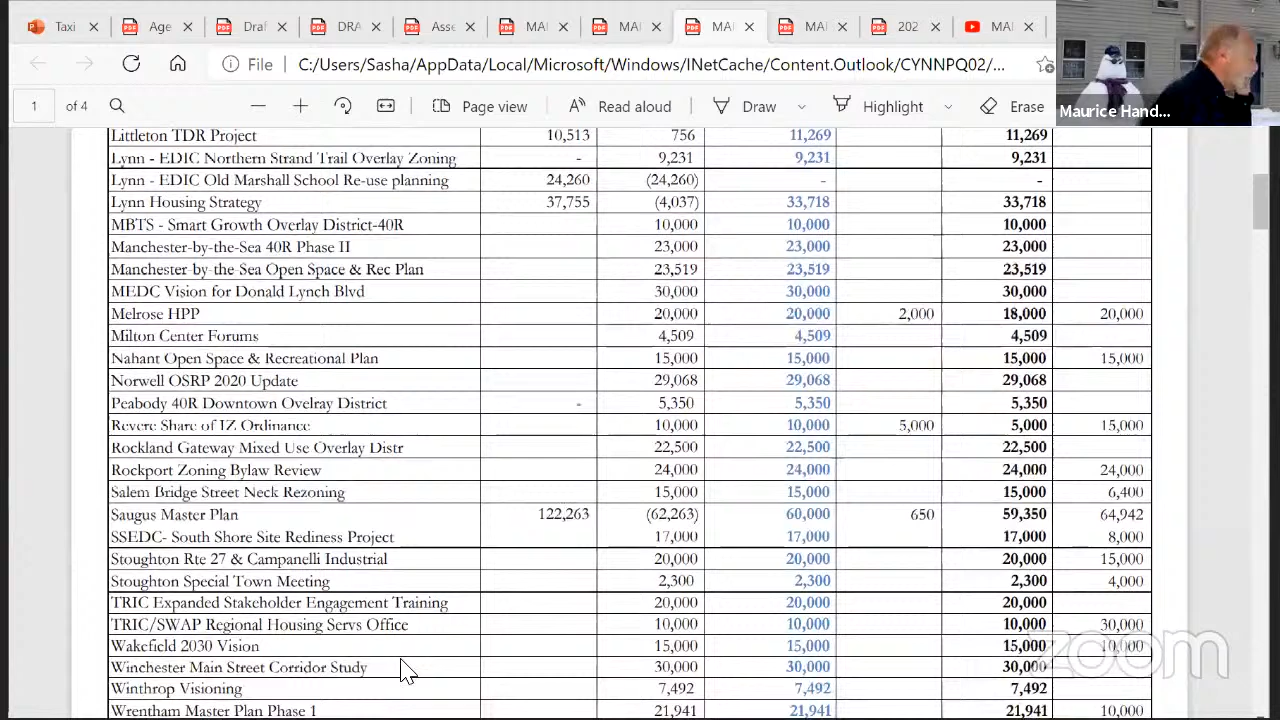 Taxi Age Draf DRA Asse MAI MAI MAI MAI 202 MAI
File C:/Users/Sasha/AppData/Local/Microsoft/Windows/INetCache/Content.Outlook/CYNNPQ02/...
Maurice Hand...
1 of 4 Page view Read aloud Draw Highlight Erase
Littleton TDR Project 10,513 756 11,269 11,269
Lynn - EDIC Northern Strand Trail Overlay Zoning - 9,231 9,231 9,231
Lynn - EDIC Old Marshall School Re-use planning 24,260 (24,260) - -
Lynn Housing Strategy 37,755 (4,037) 33,718 33,718
MBTS - Smart Growth Overlay District-40R 10,000 10,000 10,000
Manchester-by-the-Sea 40R Phase II 23,000 23,000 23,000
Manchester-by-the-Sea Open Space & Rec Plan 23,519 23,519 23,519
MEDC Vision for Donald Lynch Blvd 30,000 30,000 30,000
Melrose HPP 20,000 20,000 2,000 18,000 20,000
Milton Center Forums 4,509 4,509 4,509
Nahant Open Space & Recreational Plan 15,000 15,000 15,000 15,000
Norwell OSRP 2020 Update 29,068 29,068 29,068
Peabody 40R Downtown Ovelray District - 5,350 5,350 5,350
Revere Share of IZ Ordinance 10,000 10,000 5,000 5,000 15,000
Rockland Gateway Mixed Use Overlay Distr 22,500 22,500 22,500
Rockport Zoning Bylaw Review 24,000 24,000 24,000 24,000
Salem Bridge Street Neck Rezoning 15,000 15,000 15,000 6,400
Saugus Master Plan 122,263 (62,263) 60,000 650 59,350 64,942
SSEDC- South Shore Site Rediness Project 17,000 17,000 17,000 8,000
Stoughton Rte 27 & Campanelli Industrial 20,000 20,000 20,000 15,000
Stoughton Special Town Meeting 2,300 2,300 2,300 4,000
TRIC Expanded Stakeholder Engagement Training 20,000 20,000 20,000
TRIC/SWAP Regional Housing Servs Office 10,000 10,000 10,000 30,000
Wakefield 2030 Vision 15,000 15,000 15,000 10,000
Winchester Main Street Corridor Study 30,000 30,000 30,000
zoom
Winthrop Visioning 7,492 7,492 7,492
Wrentham Master Plan Phase 1 21,941 21,941 21,941 10,000